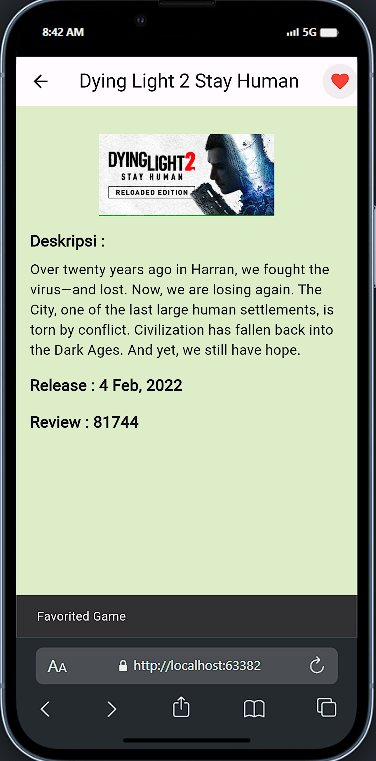 8:42 AM 5G
Dying Light 2 Stay Human
DYING LIGHT 2
STAY HUMAN
RELOADED EDITION
Deskripsi :
Over twenty years ago in Harran, we fought the
virus—and lost. Now, we are losing again. The
City, one of the last large human settlements, is
torn by conflict. Civilization has fallen back into
the Dark Ages. And yet, we still have hope.
Release : 4 Feb, 2022
Review : 81744
Favorited Game
AA http://localhost:63382